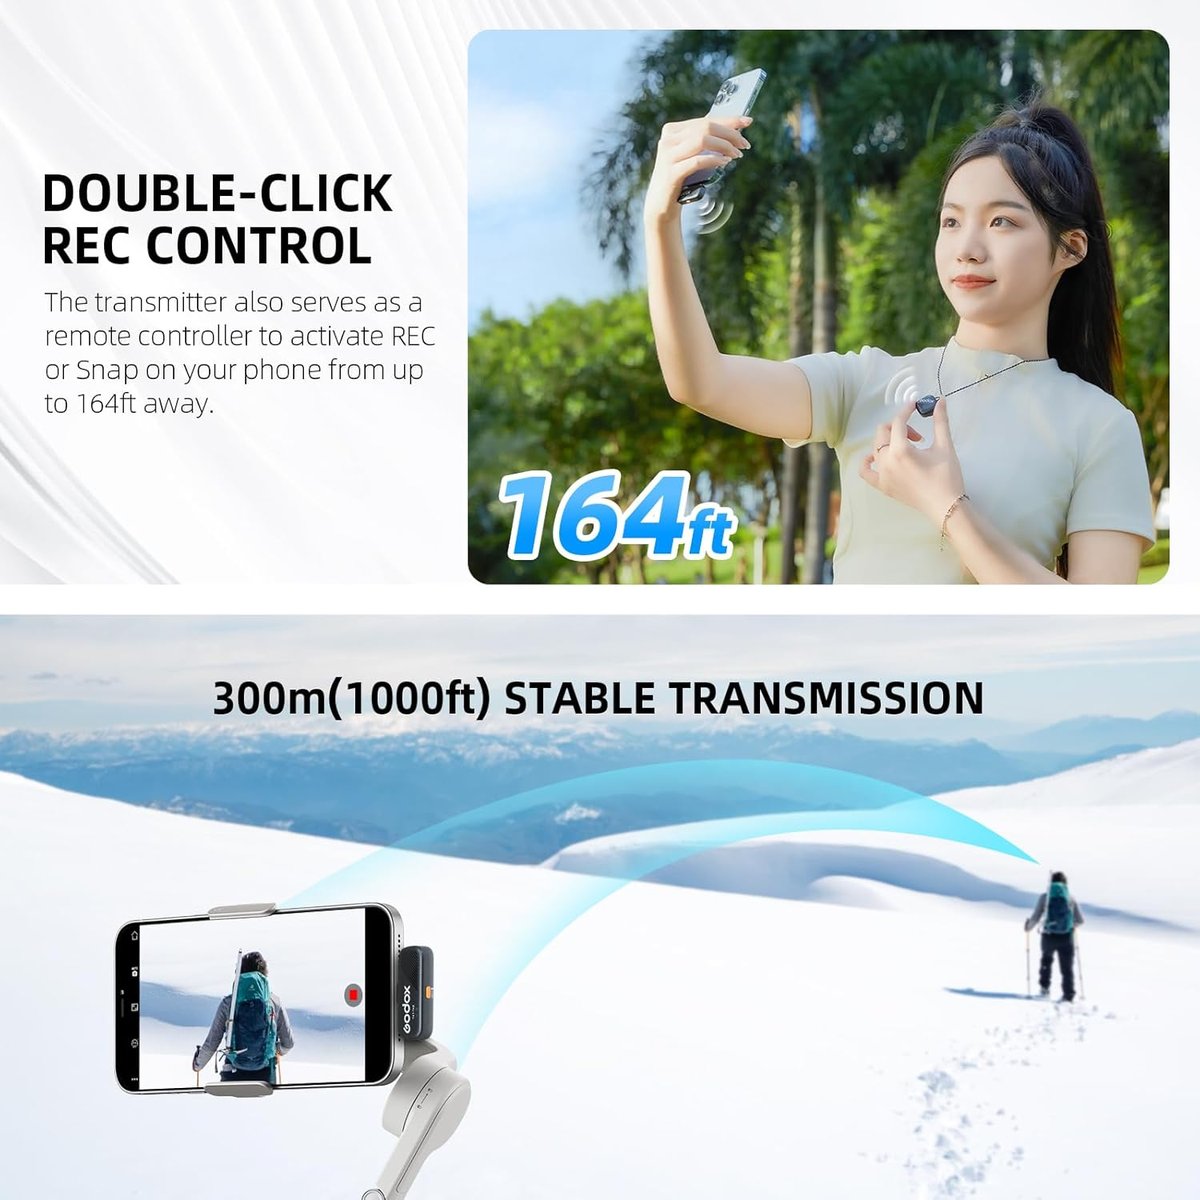 DOUBLE-CLICK
REC CONTROL
The transmitter also serves as a
remote controller to activate REC
or Snap on your phone from up
to 164ft away.
Godox
164ft
300m(1000ft) STABLE TRANSMISSION
Godox